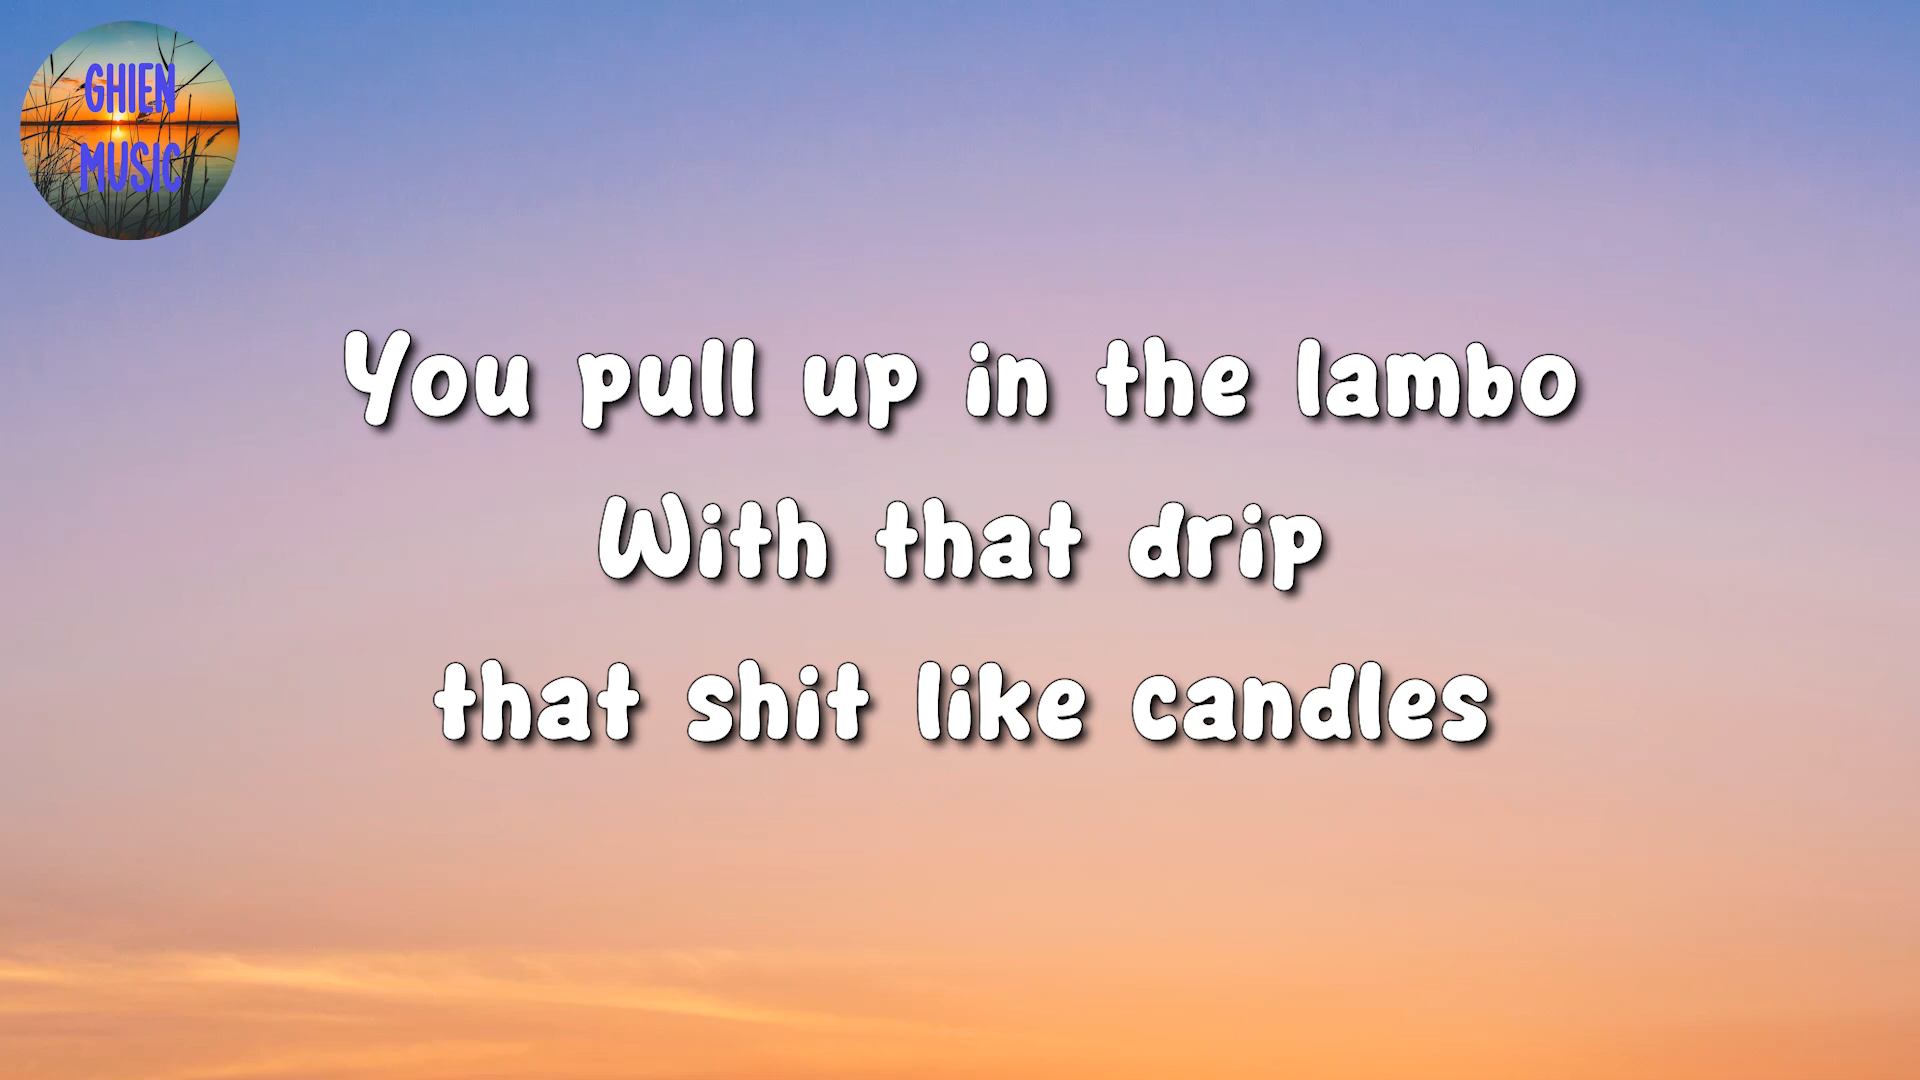 GHIEN
MUSIC
You pull up in the lambo
With that drip
that shit like candles